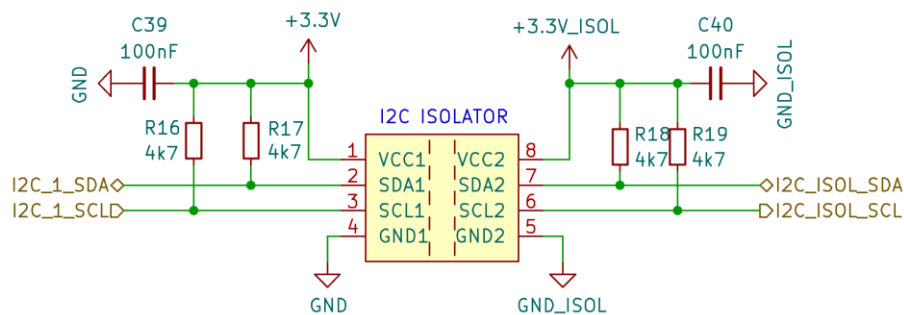 C39
100nF
+3.3V
GND
+3.3V_ISOL
C40
100nF
GND_ISOL
I2C ISOLATOR
R16
4k7
R17
4k7
R18
4k7
R19
4k7
1 VCC1 VCC2 8
I2C_1_SDA 2 SDA1 SDA2 7 I2C_ISOL_SDA
I2C_1_SCL 3 SCL1 SCL2 6 I2C_ISOL_SCL
4 GND1 GND2 5
GND
GND_ISOL